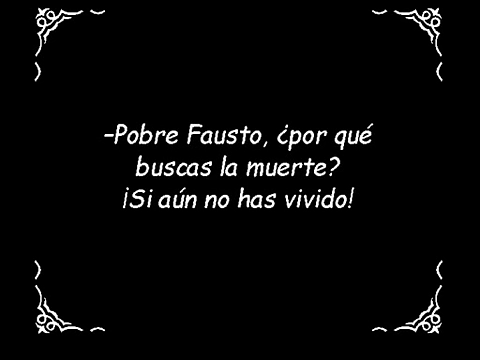 –Pobre Fausto, ¿por qué
buscas la muerte?
¡Si aún no has vivido!